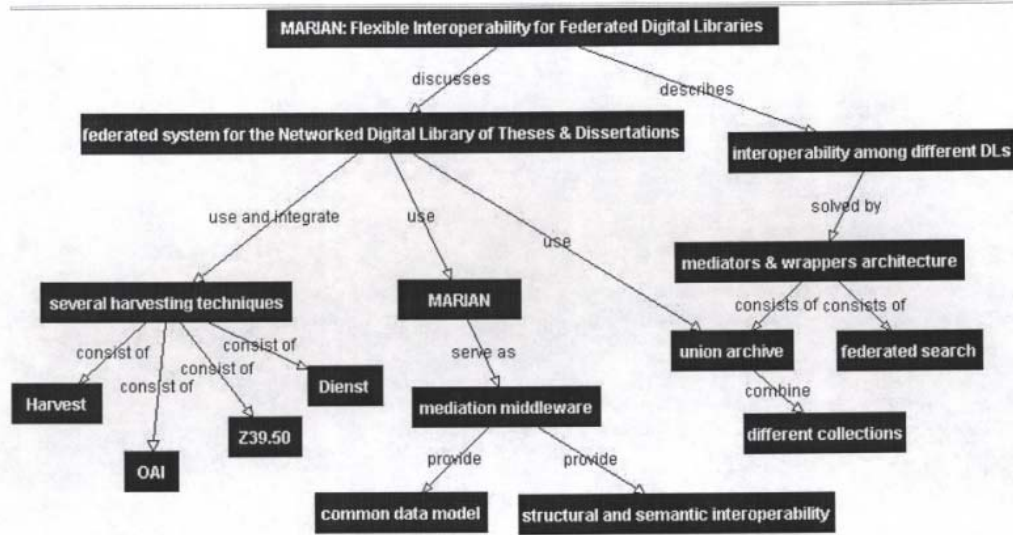 MARIAN: Flexible Interoperability for Federated Digital Libraries
discusses
describes
federated system for the Networked Digital Library of Theses & Dissertations
interoperability among different DLs
use and integrate
use
use
solved by
mediators & wrappers architecture
several harvesting techniques
MARIAN
consists of
consists of
consist of
consist of
consist of
consist of
serve as
union archive
federated search
Harvest
Dienst
mediation middleware
combine
Z39.50
different collections
OAI
provide
provide
common data model
structural and semantic interoperability